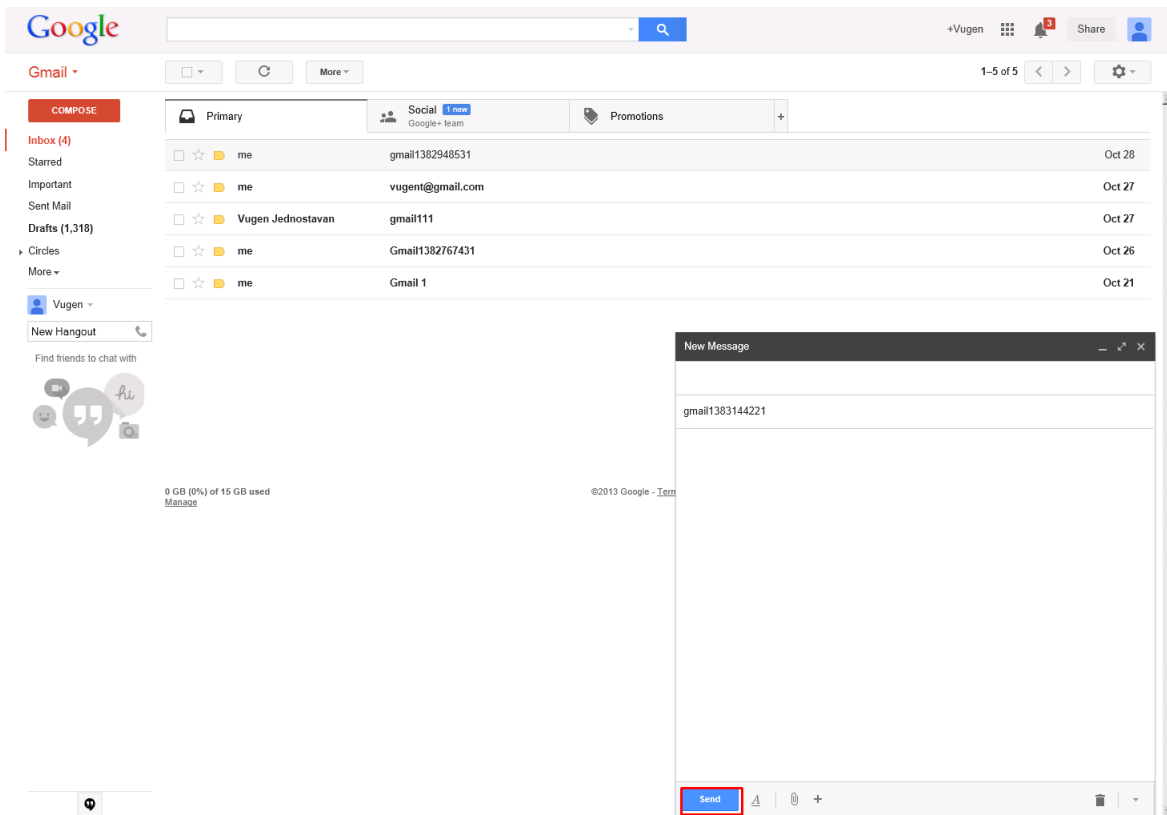 Google
+Vugen
3
Share
Gmail
More
1–5 of 5
COMPOSE
Inbox (4)
Starred
Important
Sent Mail
Drafts (1,318)
Circles
More
Vugen
New Hangout
Find friends to chat with
hi
Primary
Social 1 new
Google+ team
Promotions
+
me gmail1382948531 Oct 28
me vugent@gmail.com Oct 27
Vugen Jednostavan gmail111 Oct 27
me Gmail1382767431 Oct 26
me Gmail 1 Oct 21
0 GB (0%) of 15 GB used
Manage
©2013 Google - Term
New Message
gmail1383144221
Send A +